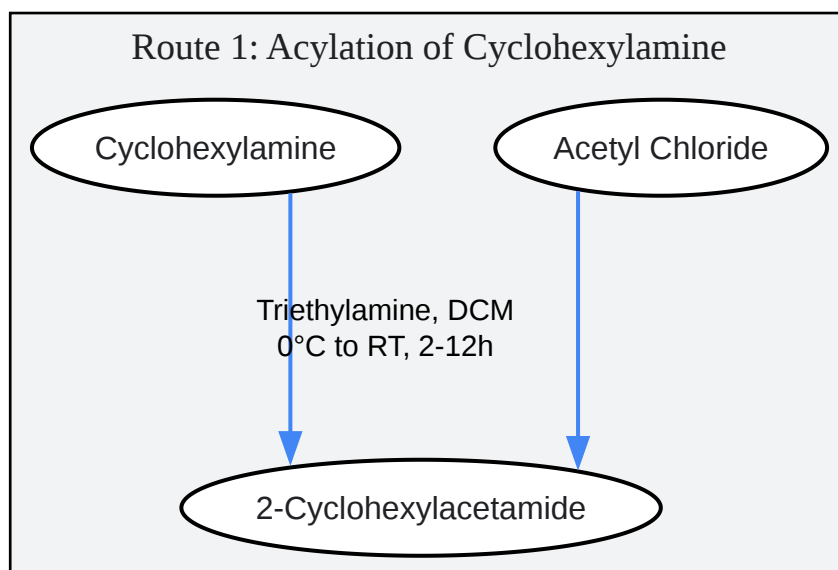 Route 1: Acylation of Cyclohexylamine
Cyclohexylamine
Acetyl Chloride
Triethylamine, DCM
0°C to RT, 2-12h
2-Cyclohexylacetamide